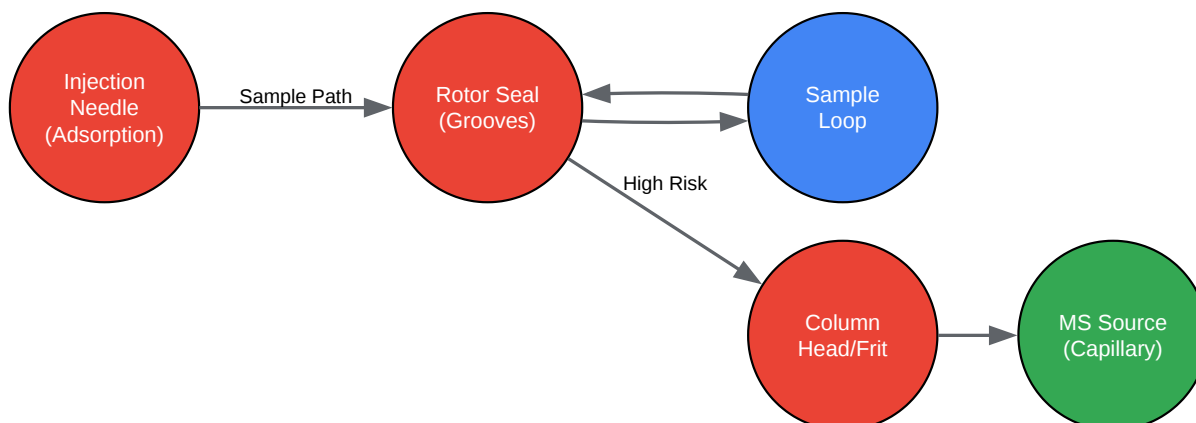 Injection
Needle
(Adsorption)
Sample Path
Rotor Seal
(Grooves)
Sample
Loop
High Risk
Column
Head/Frit
MS Source
(Capillary)